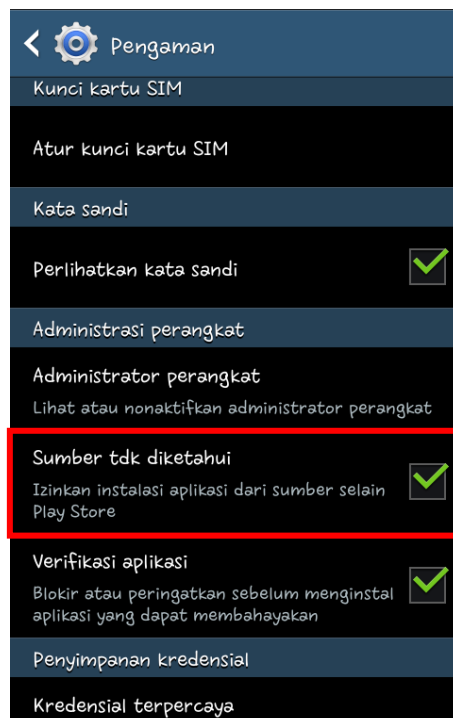 Pengaman
Kunci kartu SIM
Atur kunci kartu SIM
Kata sandi
Perlihatkan kata sandi
Administrasi perangkat
Administrator perangkat
Lihat atau nonaktifkan administrator perangkat
Sumber tdk diketahui
Izinkan instalasi aplikasi dari sumber selain
Play Store
Verifikasi aplikasi
Blokir atau peringatkan sebelum menginstal
aplikasi yang dapat membahayakan
Penyimpanan kredensial
Kredensial terpercaya